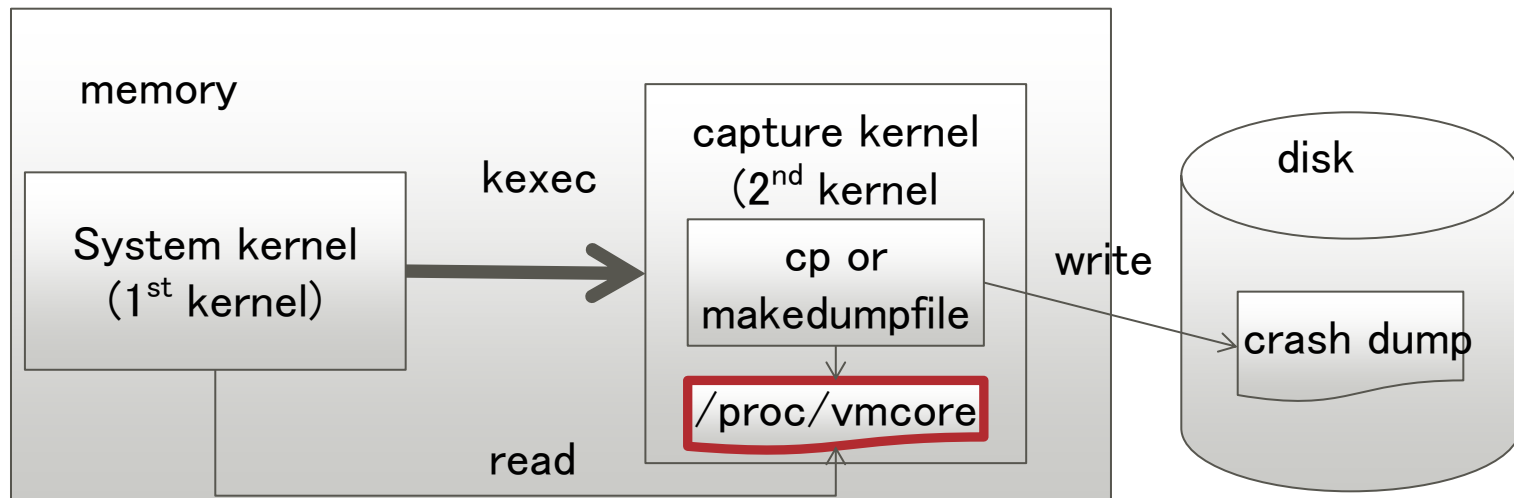 memory
System kernel
(1st kernel)
kexec
capture kernel
(2nd kernel
cp or
makedumpfile
/proc/vmcore
read
write
disk
crash dump